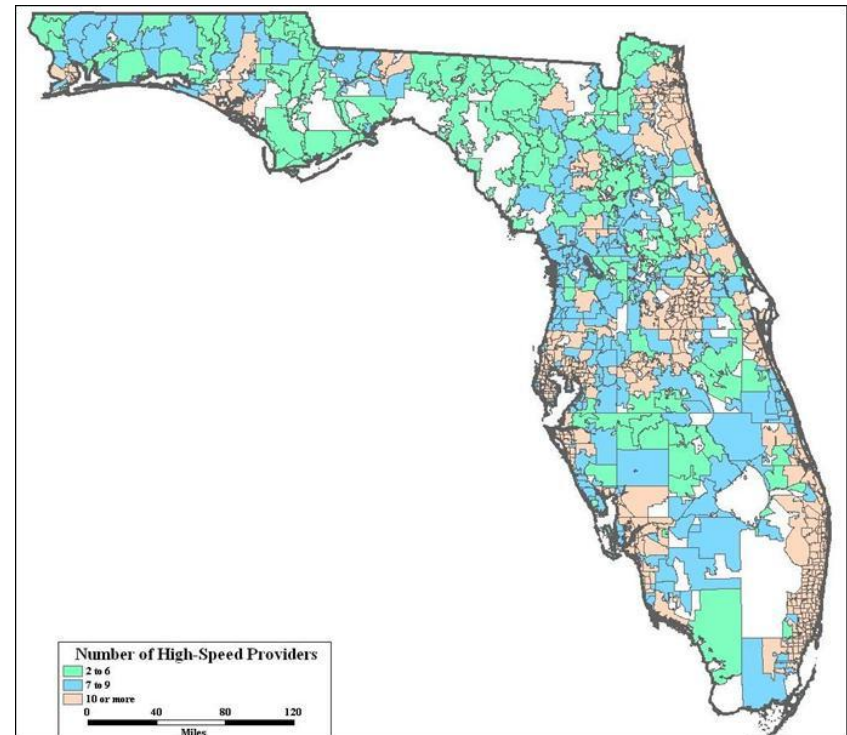 Number of High-Speed Providers
2 to 6
7 to 9
10 or more
0 40 80 120
Miles